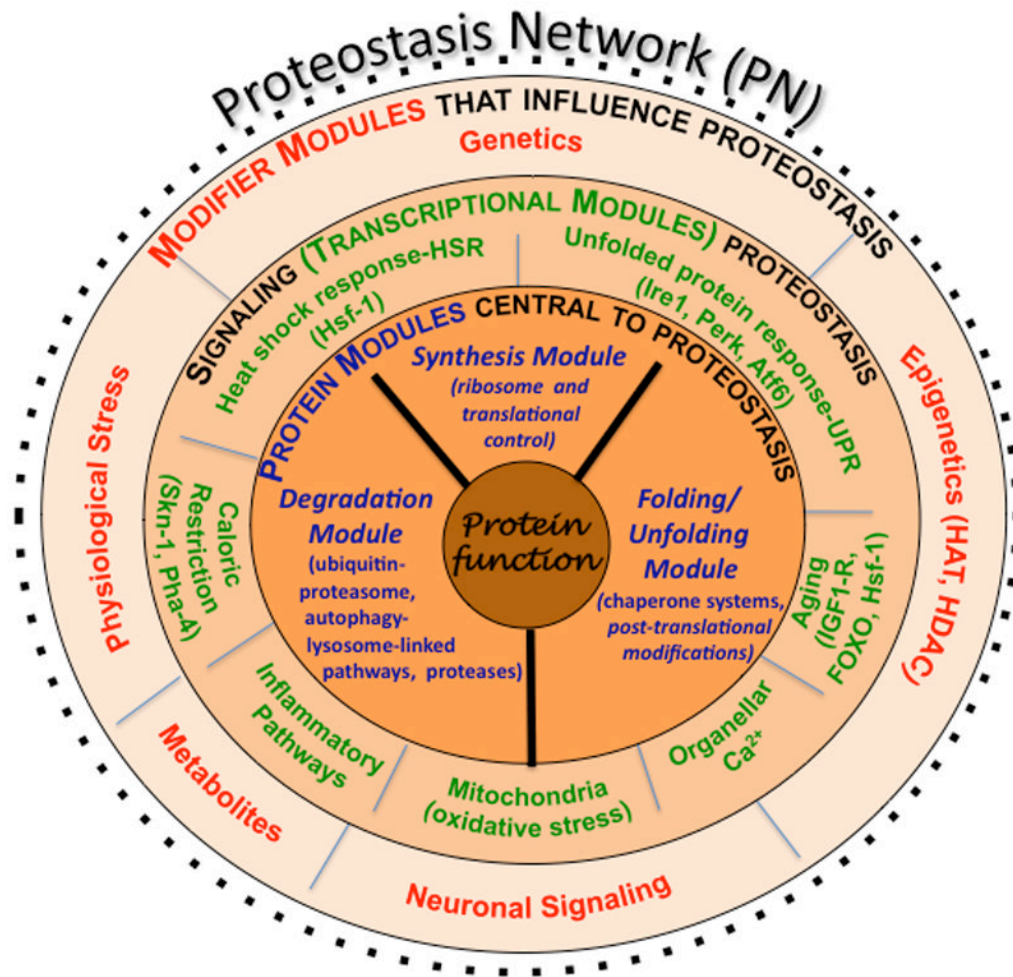 Proteostasis Network (PN)
MODIFIER MODULES THAT INFLUENCE PROTEOSTASIS
Genetics
Epigenetics (HAT, HDAC)
Neuronal Signaling
Metabolites
Physiological Stress
SIGNALING (TRANSCRIPTIONAL MODULES) PROTEOSTASIS
Heat shock response-HSR
(Hsf-1)
Unfolded protein response-UPR
(Ire1, Perk, Atf6)
Aging
(IGF1-R,
FOXO, Hsf-1)
Organellar
Ca²⁺
Mitochondria
(oxidative stress)
Inflammatory
Pathways
Caloric
Restriction
(Skn-1, Pha-4)
PROTEIN MODULES CENTRAL TO PROTEOSTASIS
Synthesis Module
(ribosome and
translational
control)
Degradation
Module
(ubiquitin-
proteasome,
autophagy-
lysosome-linked
pathways, proteases)
Folding/
Unfolding
Module
(chaperone systems,
post-translational
modifications)
Protein
function